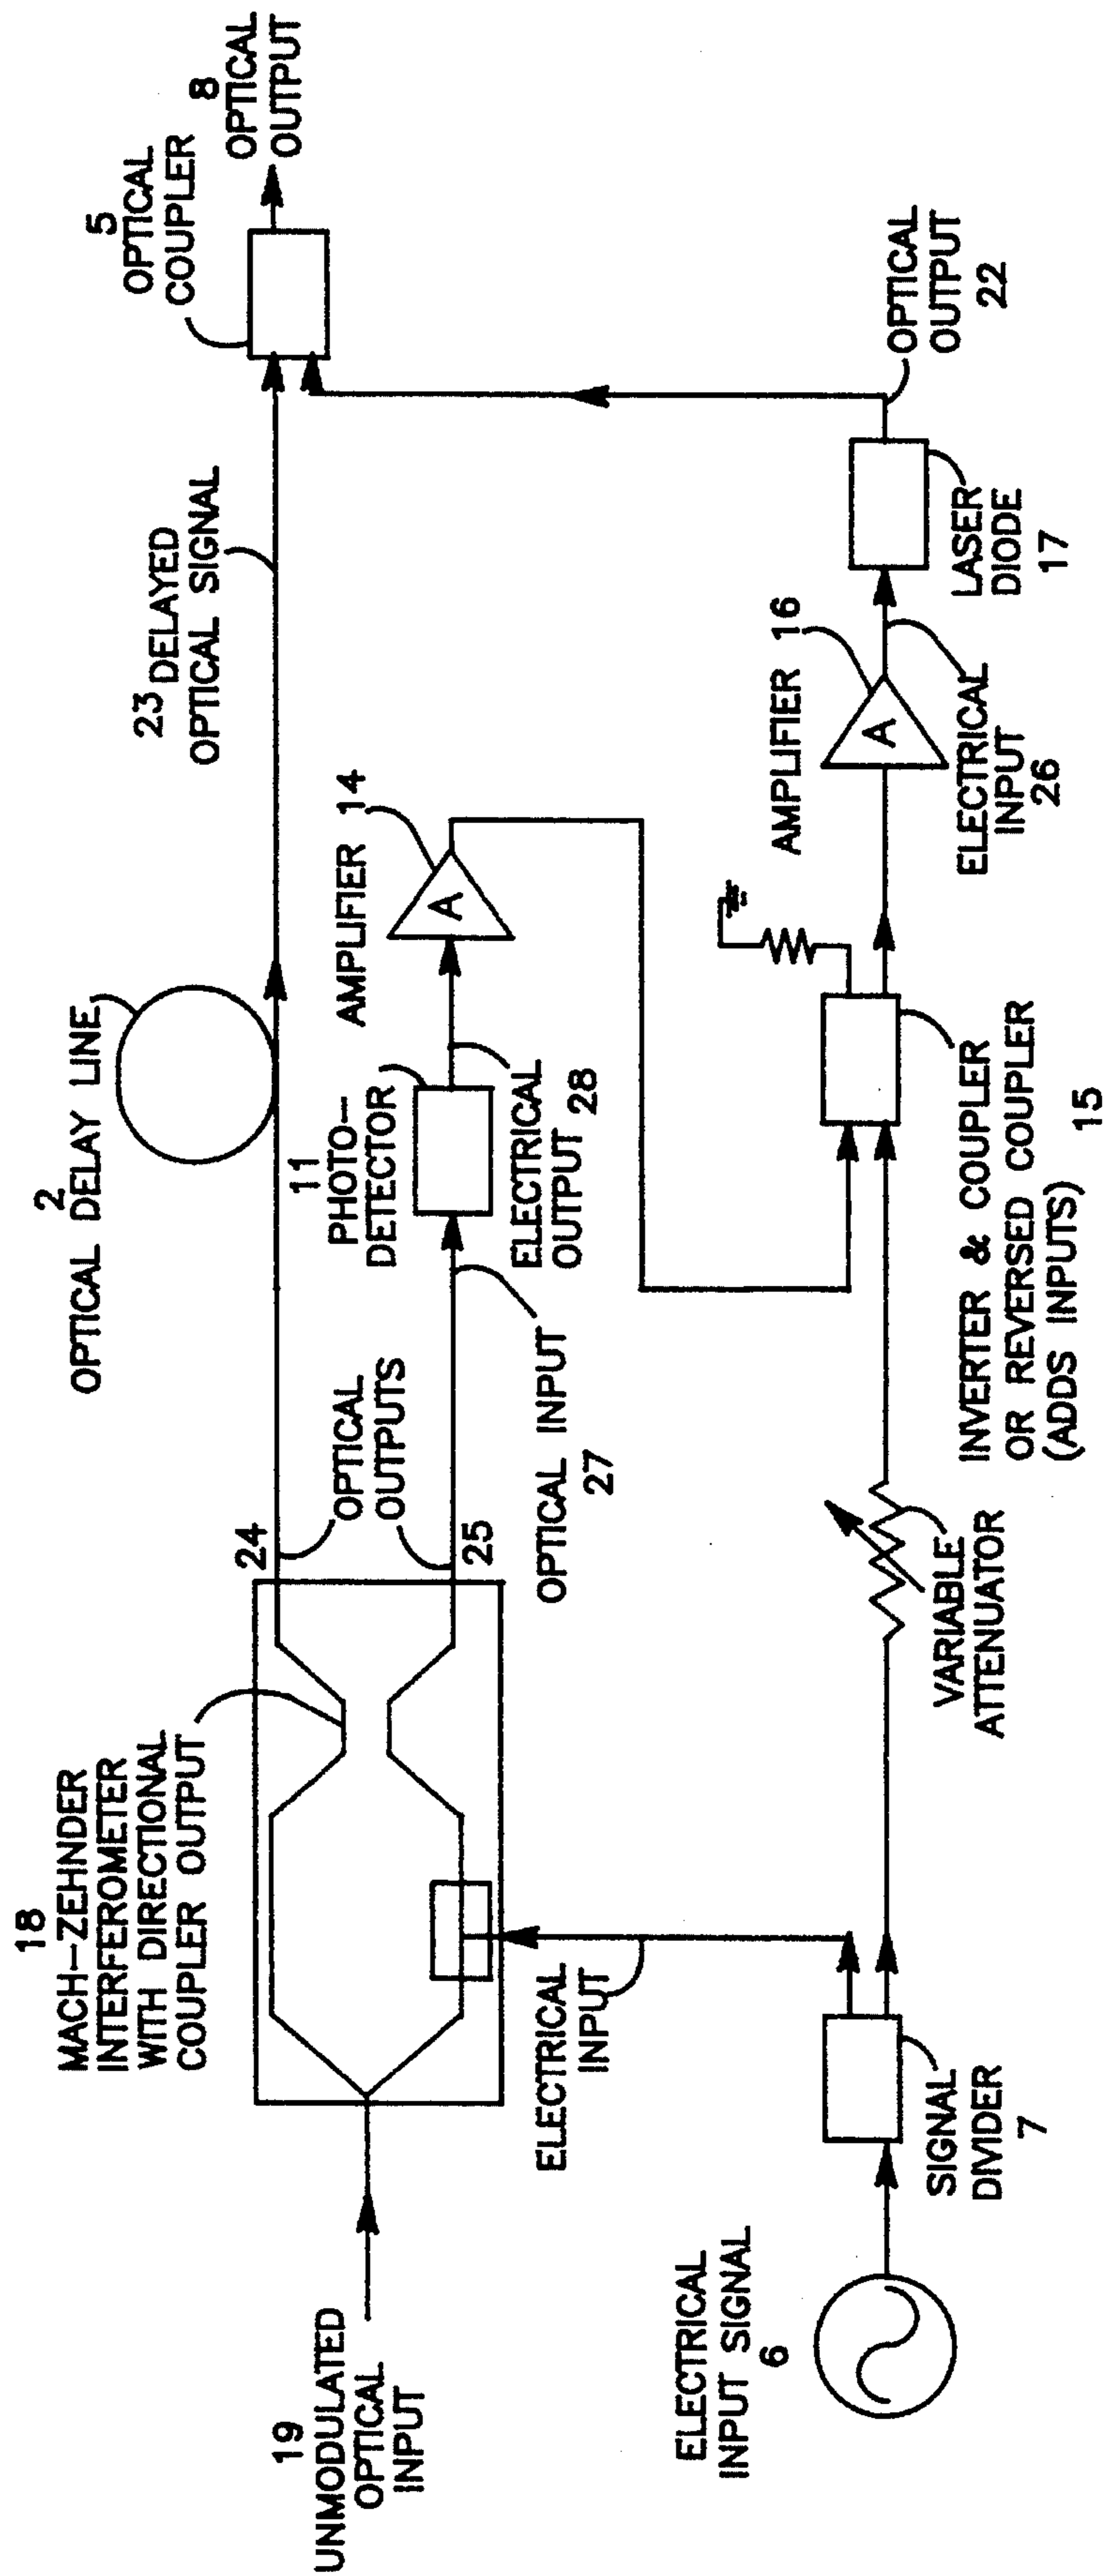 18
MACH-ZEHNDER
INTERFEROMETER
WITH DIRECTIONAL
COUPLER OUTPUT
19
UNMODULATED
OPTICAL
INPUT
24
OPTICAL
OUTPUTS
25
2
OPTICAL DELAY LINE
23 DELAYED
OPTICAL SIGNAL
5
OPTICAL
COUPLER
8
OPTICAL
OUTPUT
OPTICAL INPUT
27
11
PHOTO-
DETECTOR
ELECTRICAL
OUTPUT 28
AMPLIFIER 14
A
ELECTRICAL
INPUT
ELECTRICAL
INPUT SIGNAL
6
SIGNAL
DIVIDER
7
VARIABLE
ATTENUATOR
INVERTER & COUPLER
OR REVERSED COUPLER
(ADDS INPUTS)
15
AMPLIFIER 16
A
ELECTRICAL
INPUT
26
LASER
DIODE
17
OPTICAL
OUTPUT
22